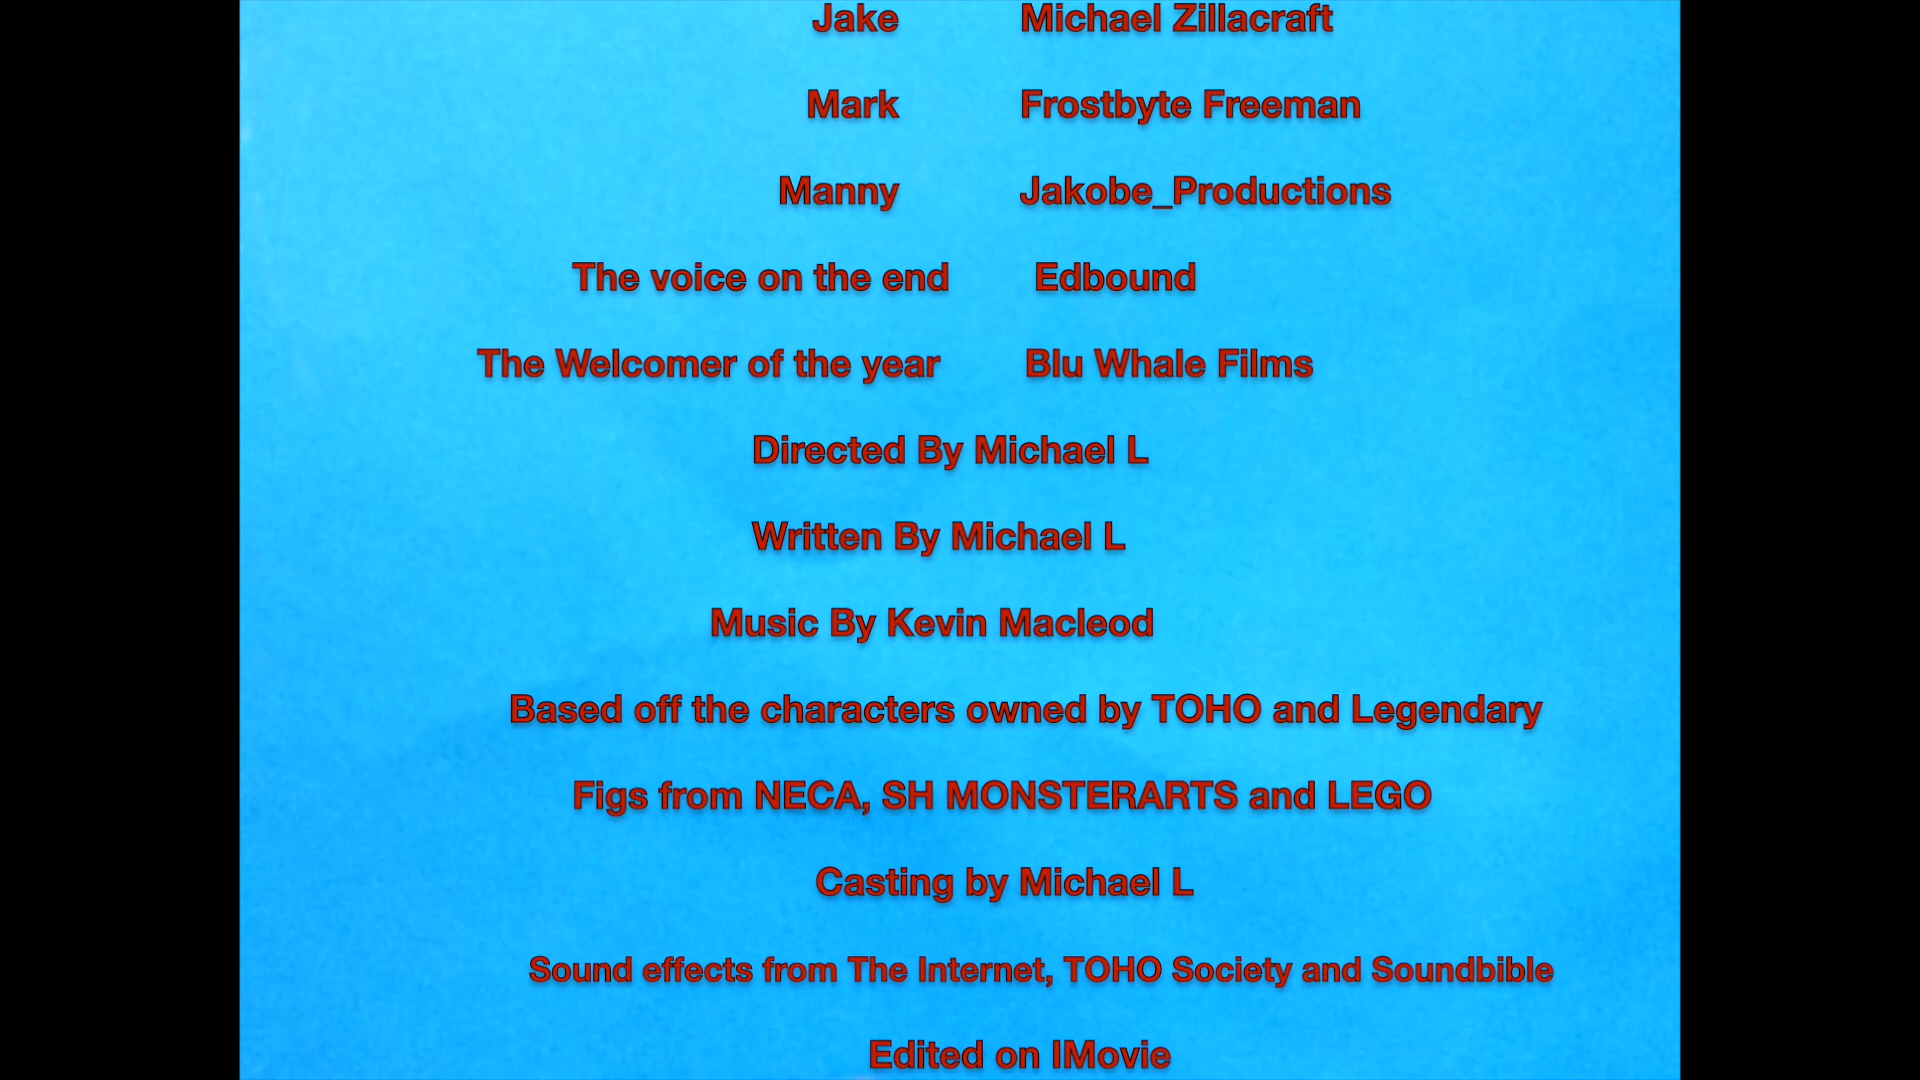 Jake Michael Zillacraft
Mark Frostbyte Freeman
Manny Jakobe_Productions
The voice on the end Edbound
The Welcomer of the year Blu Whale Films
Directed By Michael L
Written By Michael L
Music By Kevin Macleod
Based off the characters owned by TOHO and Legendary
Figs from NECA, SH MONSTERARTS and LEGO
Casting by Michael L
Sound effects from The Internet, TOHO Society and Soundbible
Edited on IMovie